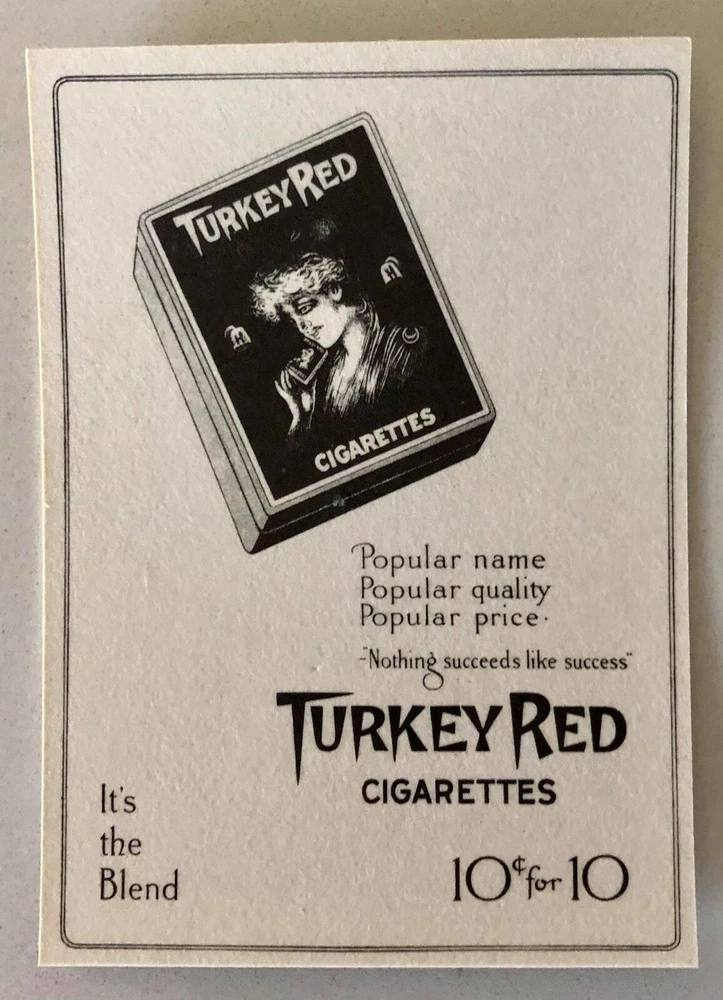 TURKEY RED
CIGARETTES
Popular name
Popular quality
Popular price.
-"Nothing succeeds like success"
TURKEY RED
CIGARETTES
It's
the
Blend
10¢ for 10